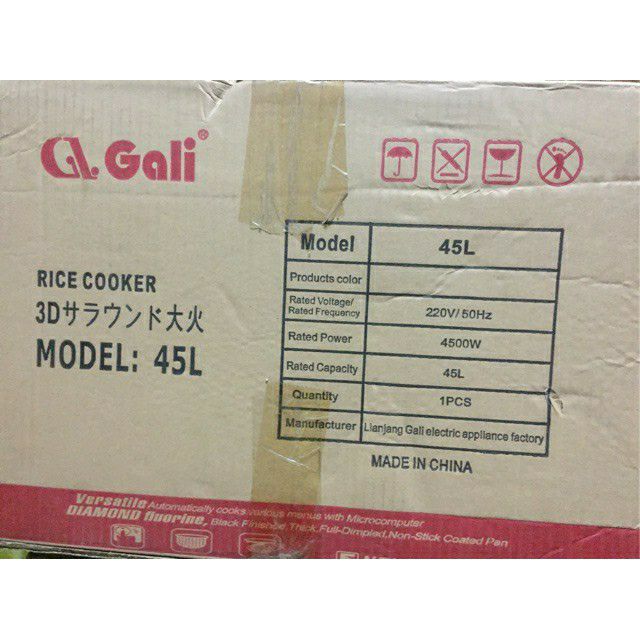 GL.Gali®
RICE COOKER
3Dサラウンド大火
MODEL: 45L
Model 45L
Products color
Rated Voltage/
Rated Frequency 220V/50Hz
Rated Power 4500W
Rated Capacity 45L
Quantity 1PCS
Manufacturer Lianjang Gali electric appliance factory
MADE IN CHINA
Versatile Automatically cooks various menus with Microcomputer
DIAMOND fluorine, Black Finished,Thick,Full-Dimpled,Non-Stick Coated Pan